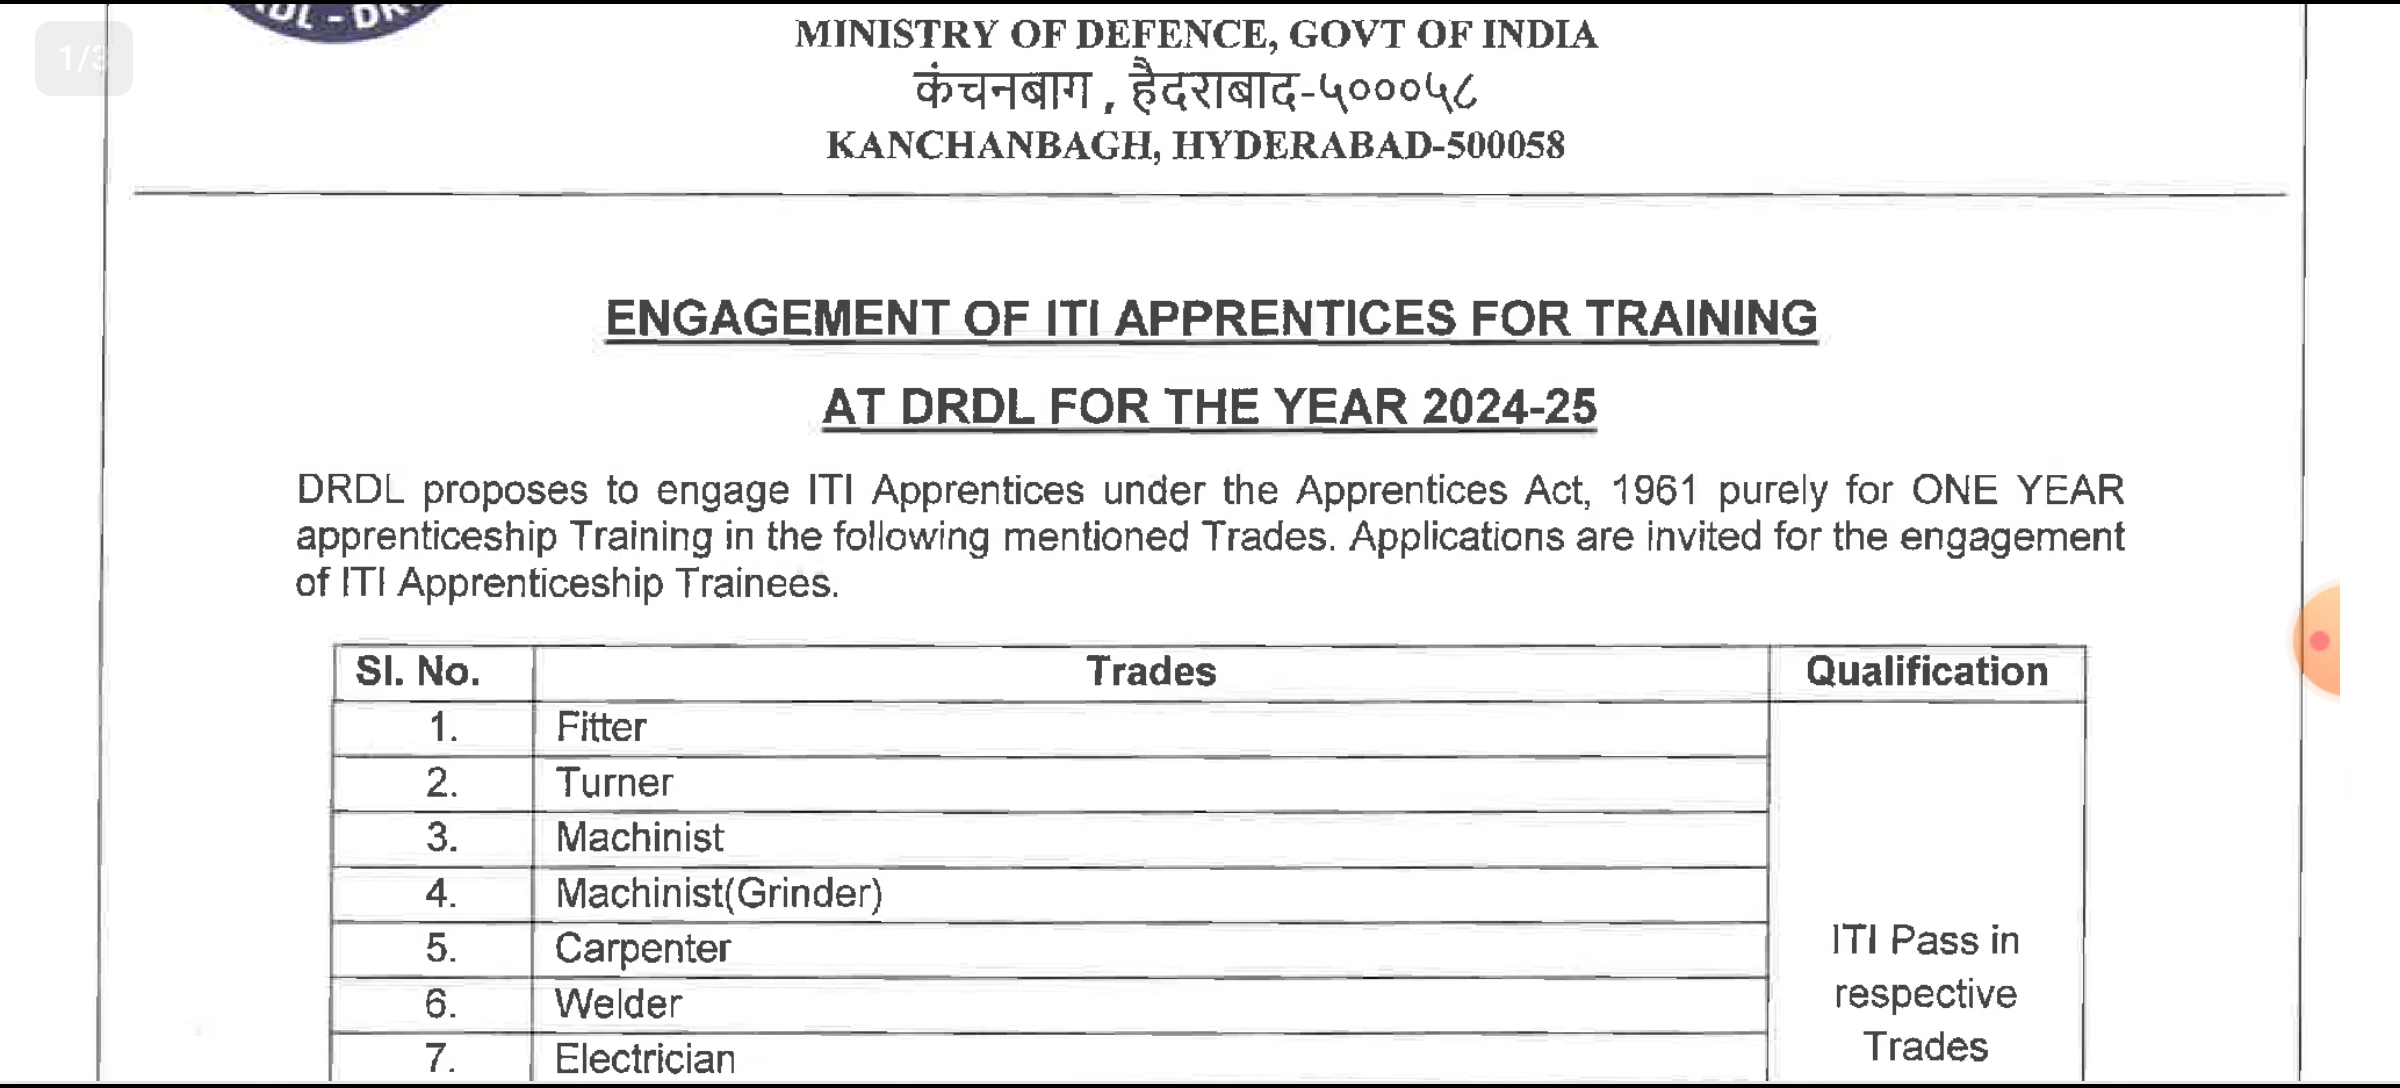 1/3
DL - DR
MINISTRY OF DEFENCE, GOVT OF INDIA
कंचनबाग , हैदराबाद-५०००५८
KANCHANBAGH, HYDERABAD-500058
ENGAGEMENT OF ITI APPRENTICES FOR TRAINING
AT DRDL FOR THE YEAR 2024-25
DRDL proposes to engage ITI Apprentices under the Apprentices Act, 1961 purely for ONE YEAR
apprenticeship Training in the following mentioned Trades. Applications are invited for the engagement
of ITI Apprenticeship Trainees.
Sl. No. Trades Qualification
1. Fitter
2. Turner
3. Machinist
4. Machinist(Grinder)
5. Carpenter
ITI Pass in
6. Welder
respective
7. Electrician
Trades